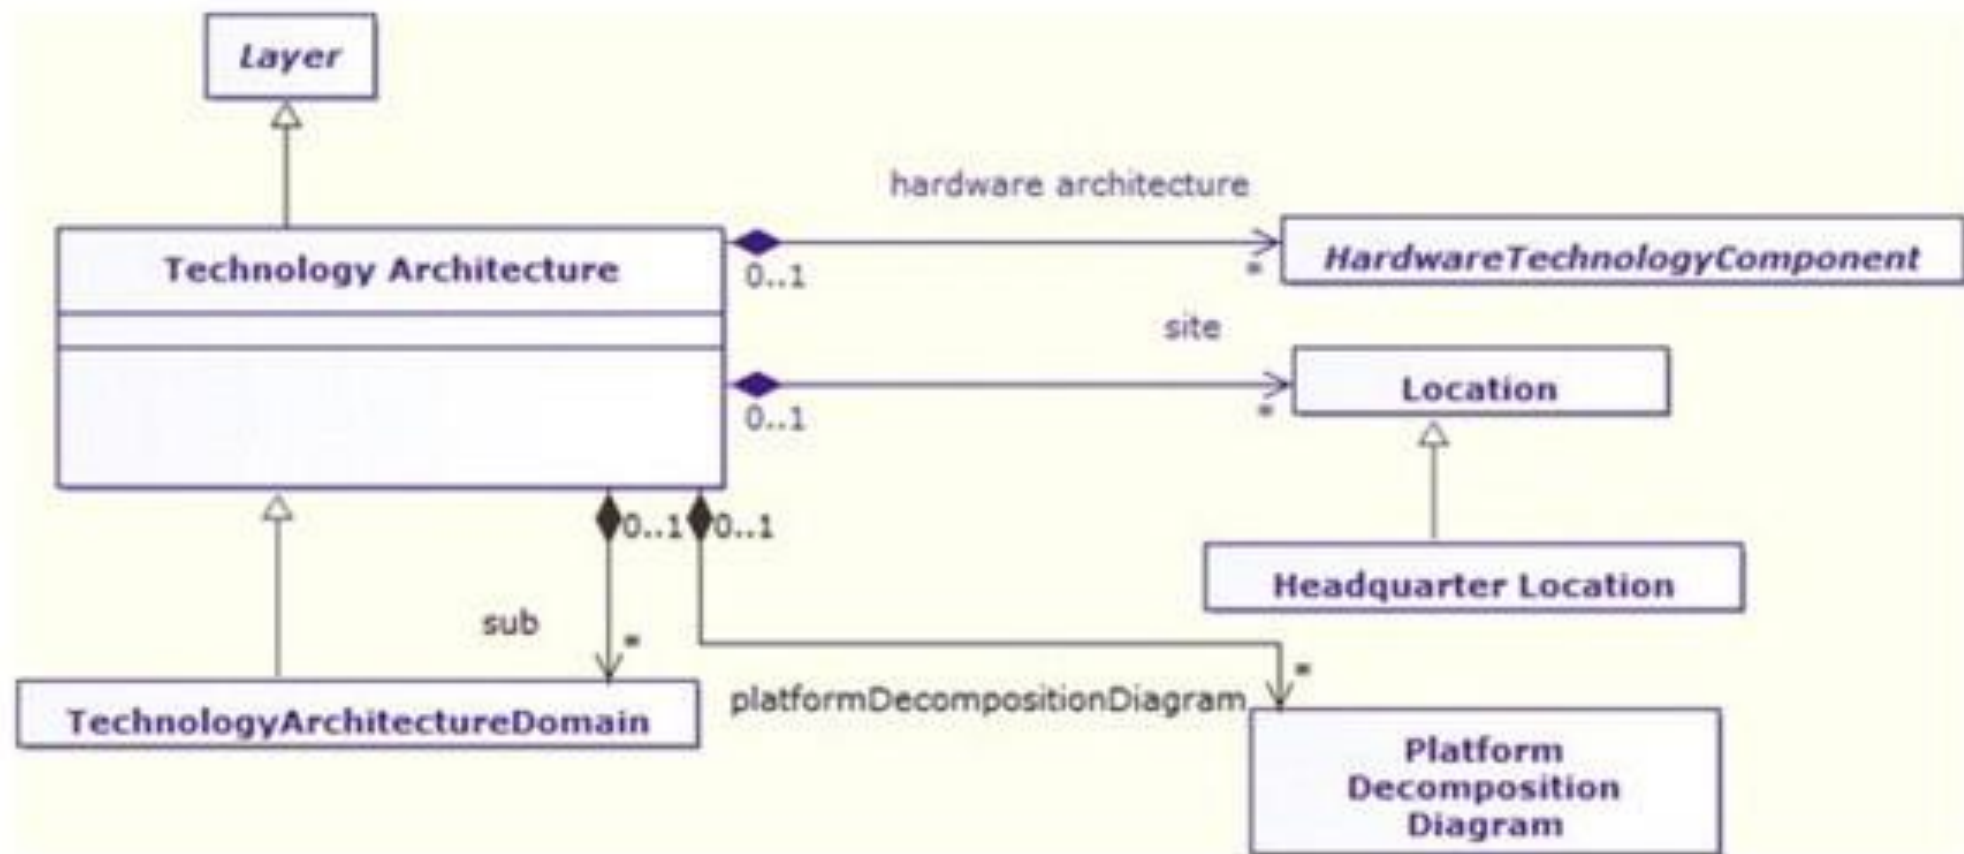 Layer
hardware architecture
Technology Architecture
HardwareTechnologyComponent
0..1
*
site
Location
0..1
*
0..1
0..1
Headquarter Location
sub
*
*
platformDecompositionDiagram
TechnologyArchitectureDomain
Platform
Decomposition
Diagram